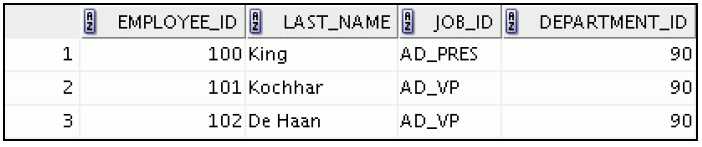 EMPLOYEE_ID LAST_NAME JOB_ID DEPARTMENT_ID
1 100 King AD_PRES 90
2 101 Kochhar AD_VP 90
3 102 De Haan AD_VP 90